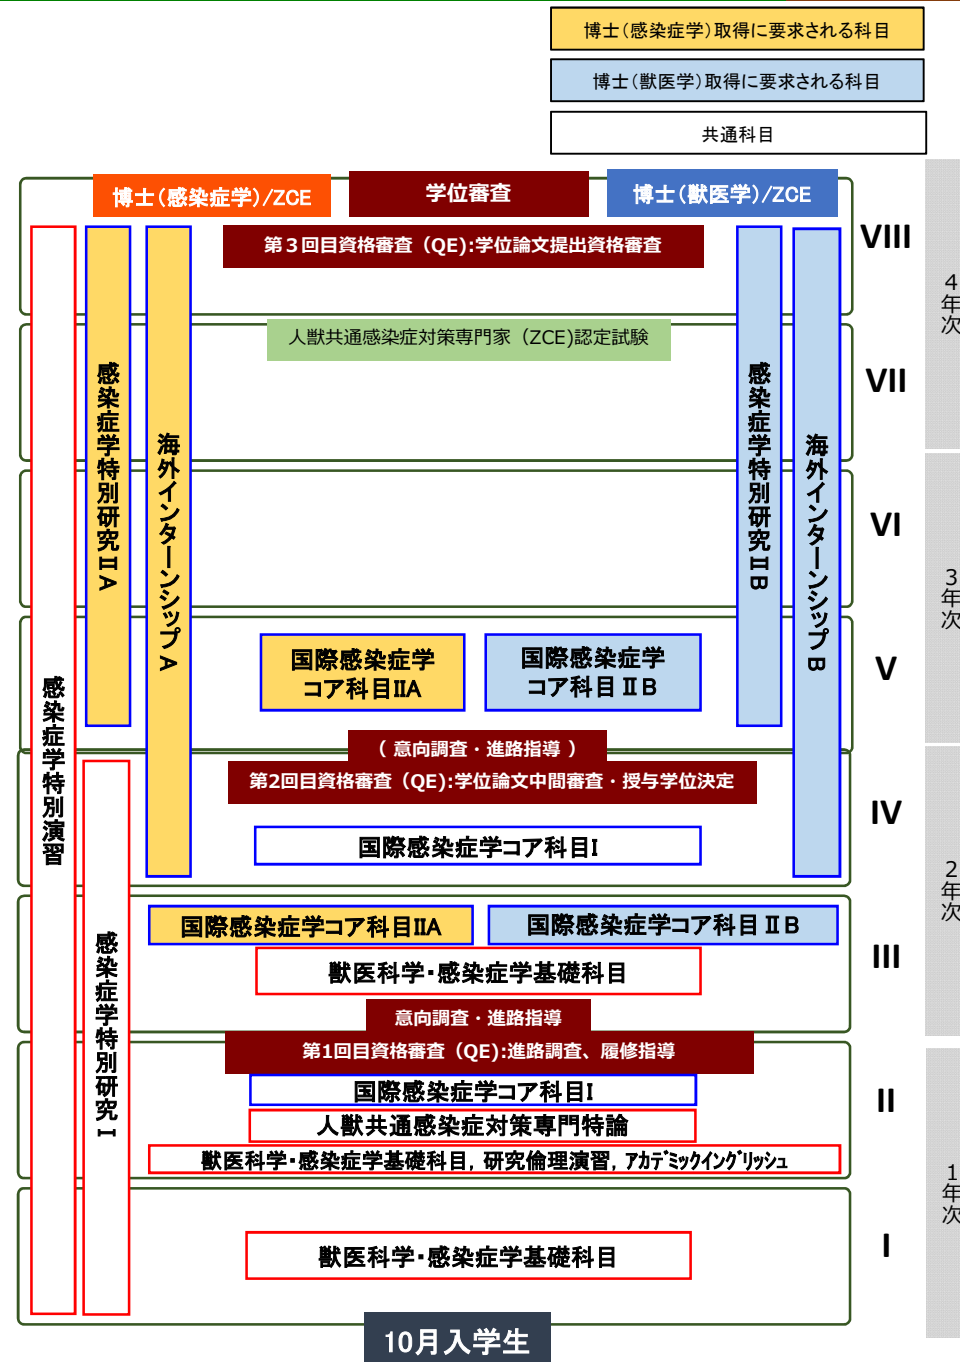 博士（感染症学）取得に要求される科目
博士（獣医学）取得に要求される科目
共通科目
博士（感染症学）/ZCE
学位審査
博士（獣医学）/ZCE
第３回目資格審査（QE）:学位論文提出資格審査
VIII
4年次
人獣共通感染症対策専門家（ZCE)認定試験
VII
感染症学特別研究ⅡA
海外インターンシップA
感染症学特別研究ⅡB
海外インターンシップB
VI
3年次
国際感染症学
コア科目IIA
国際感染症学
コア科目ⅡB
V
感染症学特別演習
（ 意向調査・進路指導 ）
第2回目資格審査（QE）:学位論文中間審査・授与学位決定
国際感染症学コア科目I
IV
2年次
国際感染症学コア科目IIA
国際感染症学コア科目ⅡB
獣医科学・感染症学基礎科目
III
感染症学特別研究Ⅰ
意向調査・進路指導
第1回目資格審査（QE）:進路調査、履修指導
国際感染症学コア科目I
人獣共通感染症対策専門特論
獣医科学・感染症学基礎科目, 研究倫理演習, ｱｶﾃﾞﾐｯｸｲﾝｸﾞﾘｯｼｭ
II
1年次
獣医科学・感染症学基礎科目
I
10月入学生